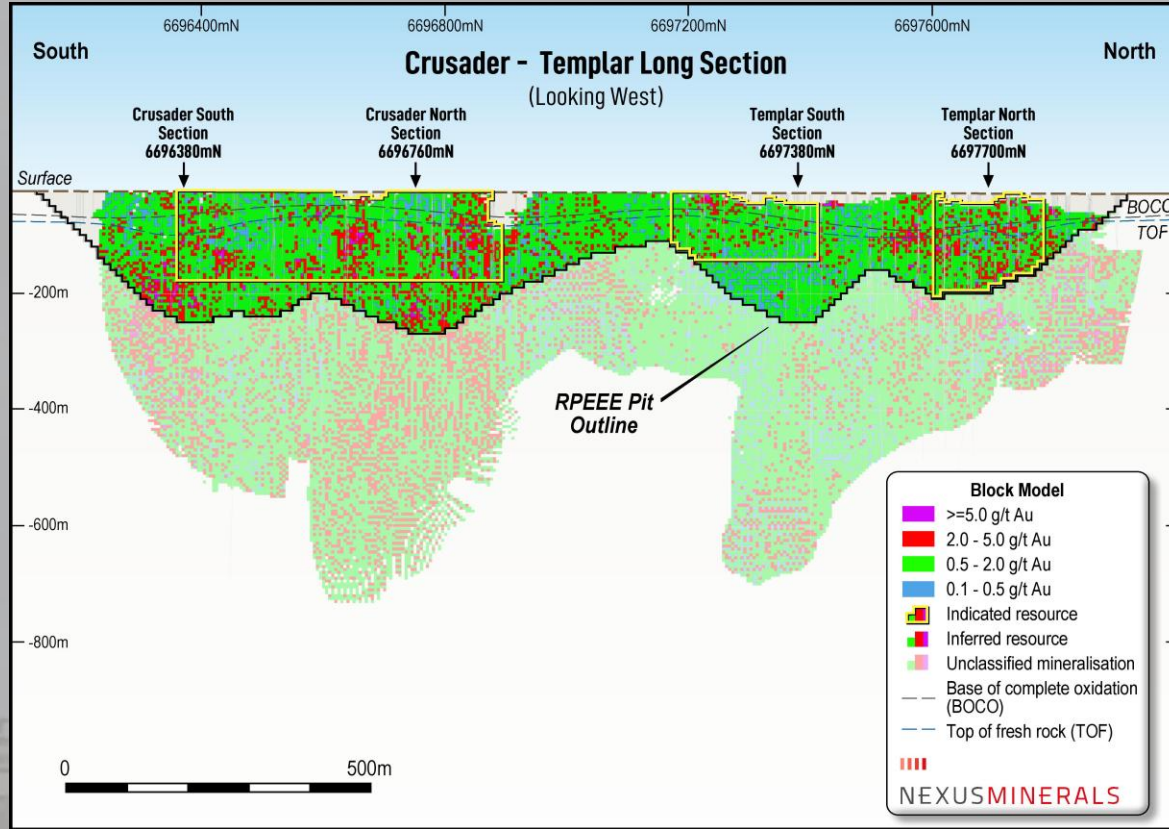 6696400mN 6696800mN 6697200mN 6697600mN
South
North
Crusader - Templar Long Section
(Looking West)
Crusader South
Section
6696380mN
Crusader North
Section
6696760mN
Templar South
Section
6697380mN
Templar North
Section
6697700mN
Surface
BOCO
TOF
-200m
-400m
-600m
-800m
RPEEE Pit
Outline
Block Model
>=5.0 g/t Au
2.0 - 5.0 g/t Au
0.5 - 2.0 g/t Au
0.1 - 0.5 g/t Au
Indicated resource
Inferred resource
Unclassified mineralisation
Base of complete oxidation
(BOCO)
Top of fresh rock (TOF)
NEXUSMINERALS
0 500m